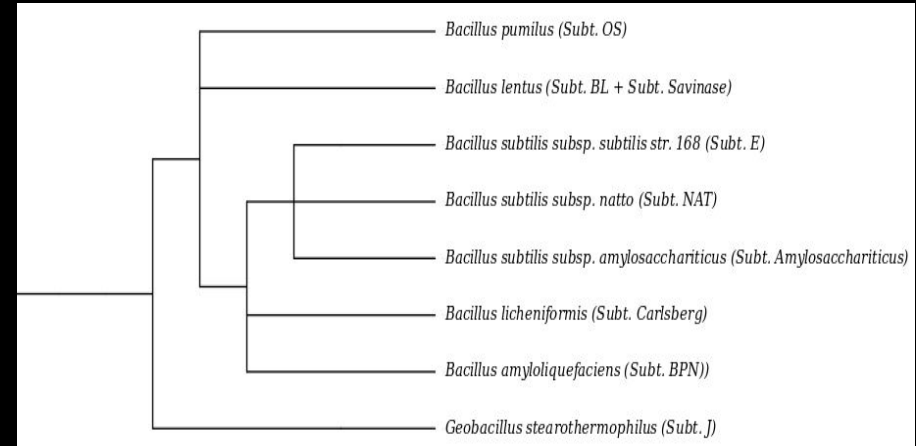 Bacillus pumilus (Subt. OS)
Bacillus lentus (Subt. BL + Subt. Savinase)
Bacillus subtilis subsp. subtilis str. 168 (Subt. E)
Bacillus subtilis subsp. natto (Subt. NAT)
Bacillus subtilis subsp. amylosacchariticus (Subt. Amylosacchariticus)
Bacillus licheniformis (Subt. Carlsberg)
Bacillus amyloliquefaciens (Subt. BPN))
Geobacillus stearothermophilus (Subt. J)